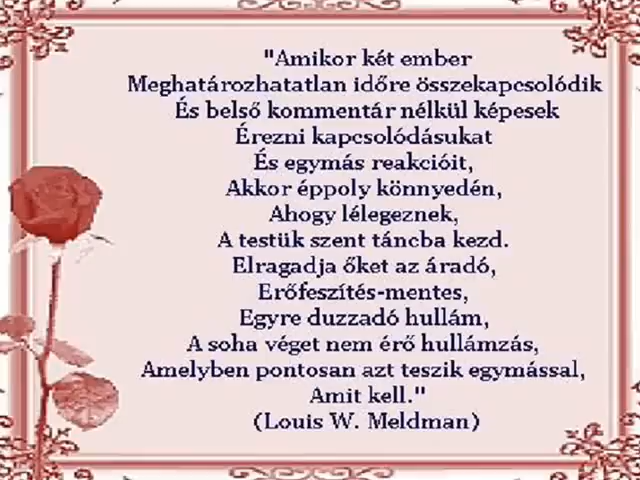 "Amikor két ember
Meghatározhatatlan időre összekapcsolódik
És belső kommentár nélkül képesek
Érezni kapcsolódásukat
És egymás reakcióit,
Akkor éppoly könnyedén,
Ahogy lélegeznek,
A testük szent táncba kezd.
Elragadja őket az áradó,
Erőfeszítés-mentes,
Egyre duzzadó hullám,
A soha véget nem érő hullámzás,
Amelyben pontosan azt teszik egymással,
Amit kell."
(Louis W. Meldman)